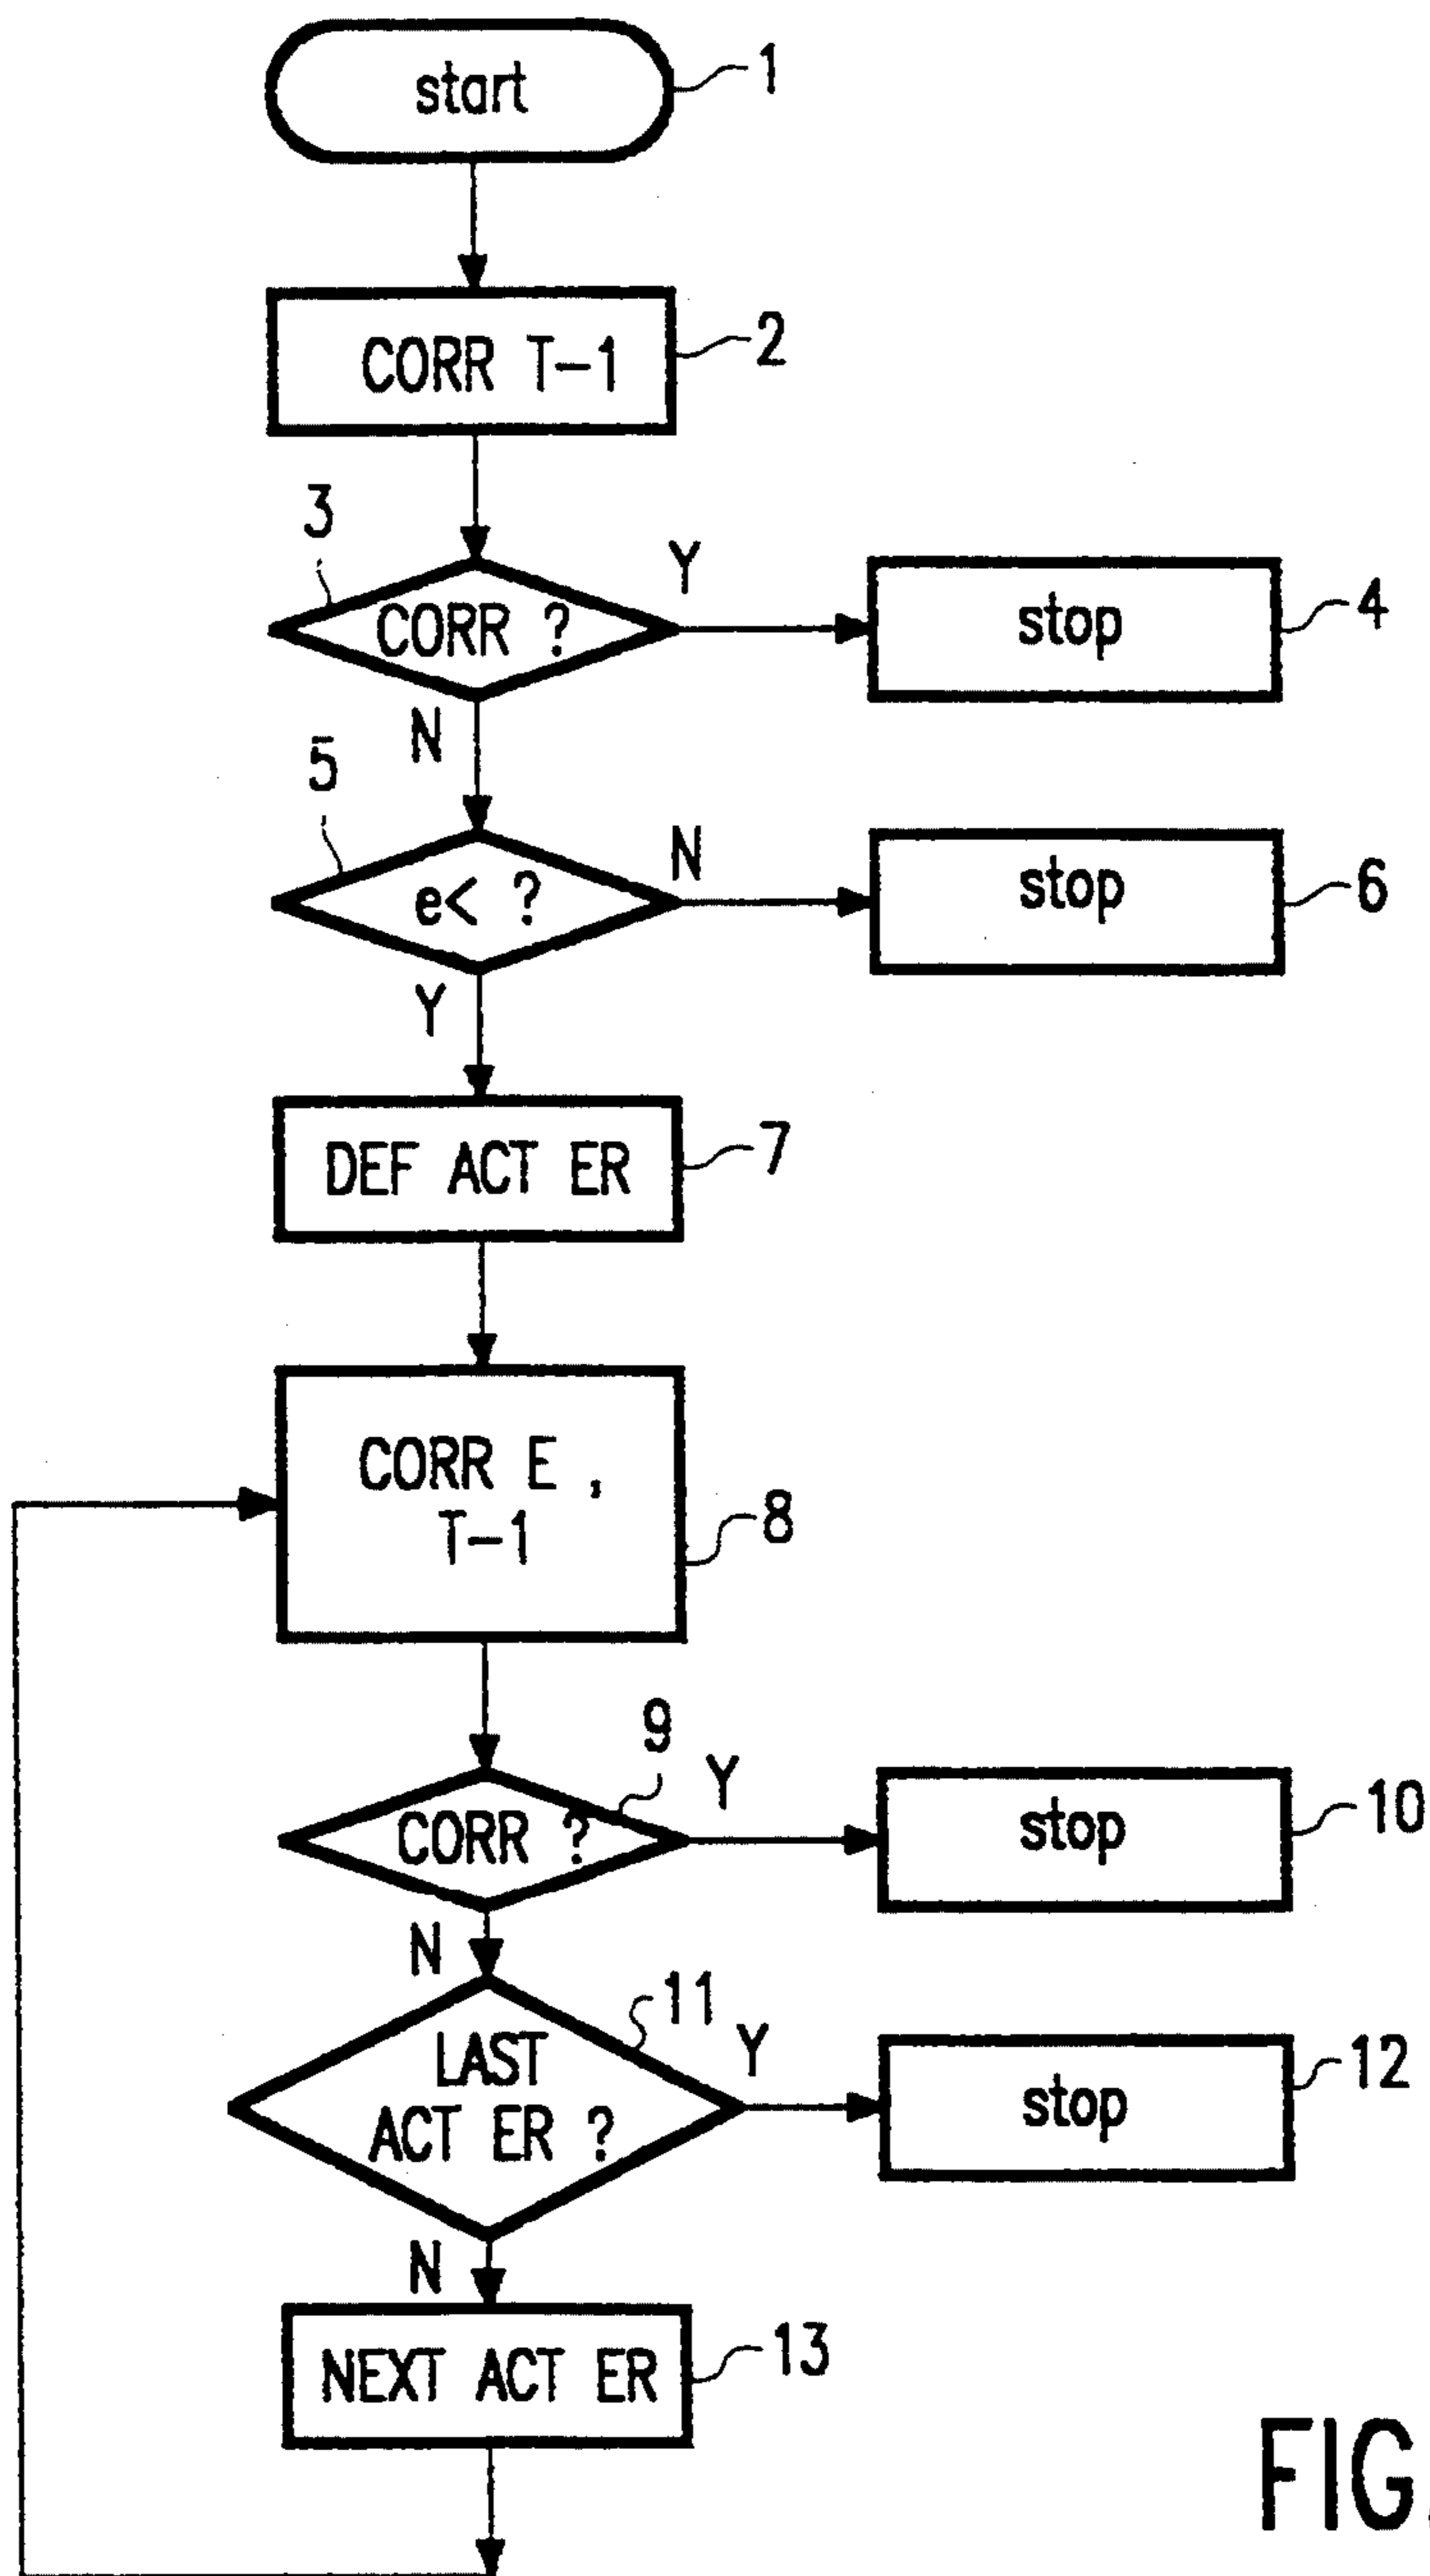 start
1
CORR T-1
2
3
CORR ?
Y
stop
4
N
5
e< ?
N
stop
6
Y
DEF ACT ER
7
CORR E ,
T-1
8
9
CORR ?
Y
stop
10
N
11
LAST
ACT ER ?
Y
stop
12
N
NEXT ACT ER
13
FIG.